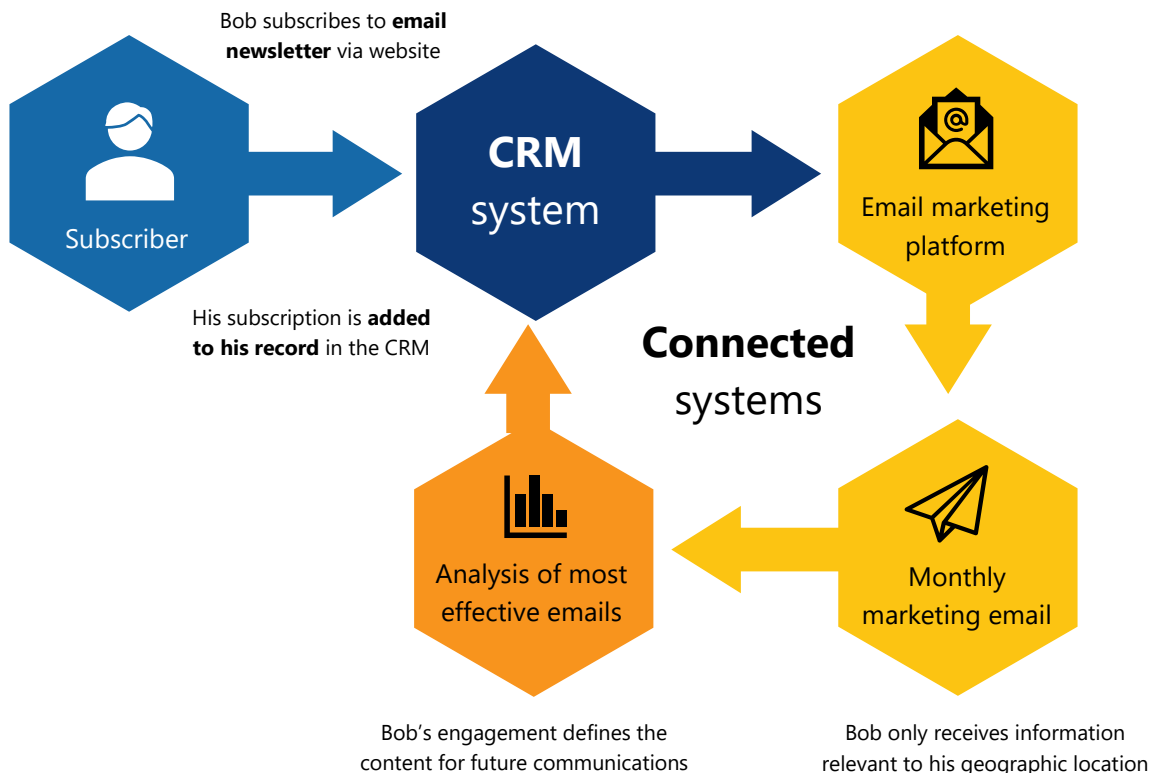 Bob subscribes to email
newsletter via website
Subscriber
CRM
system
@
Email marketing
platform
His subscription is added
to his record in the CRM
Connected
systems
Analysis of most
effective emails
Monthly
marketing email
Bob’s engagement defines the
content for future communications
Bob only receives information
relevant to his geographic location